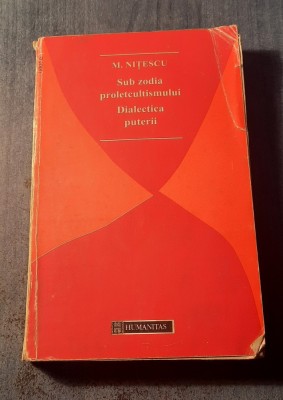 M. NIȚESCU
Sub zodia
proletcultismului
Dialectica
puterii
HUMANITAS